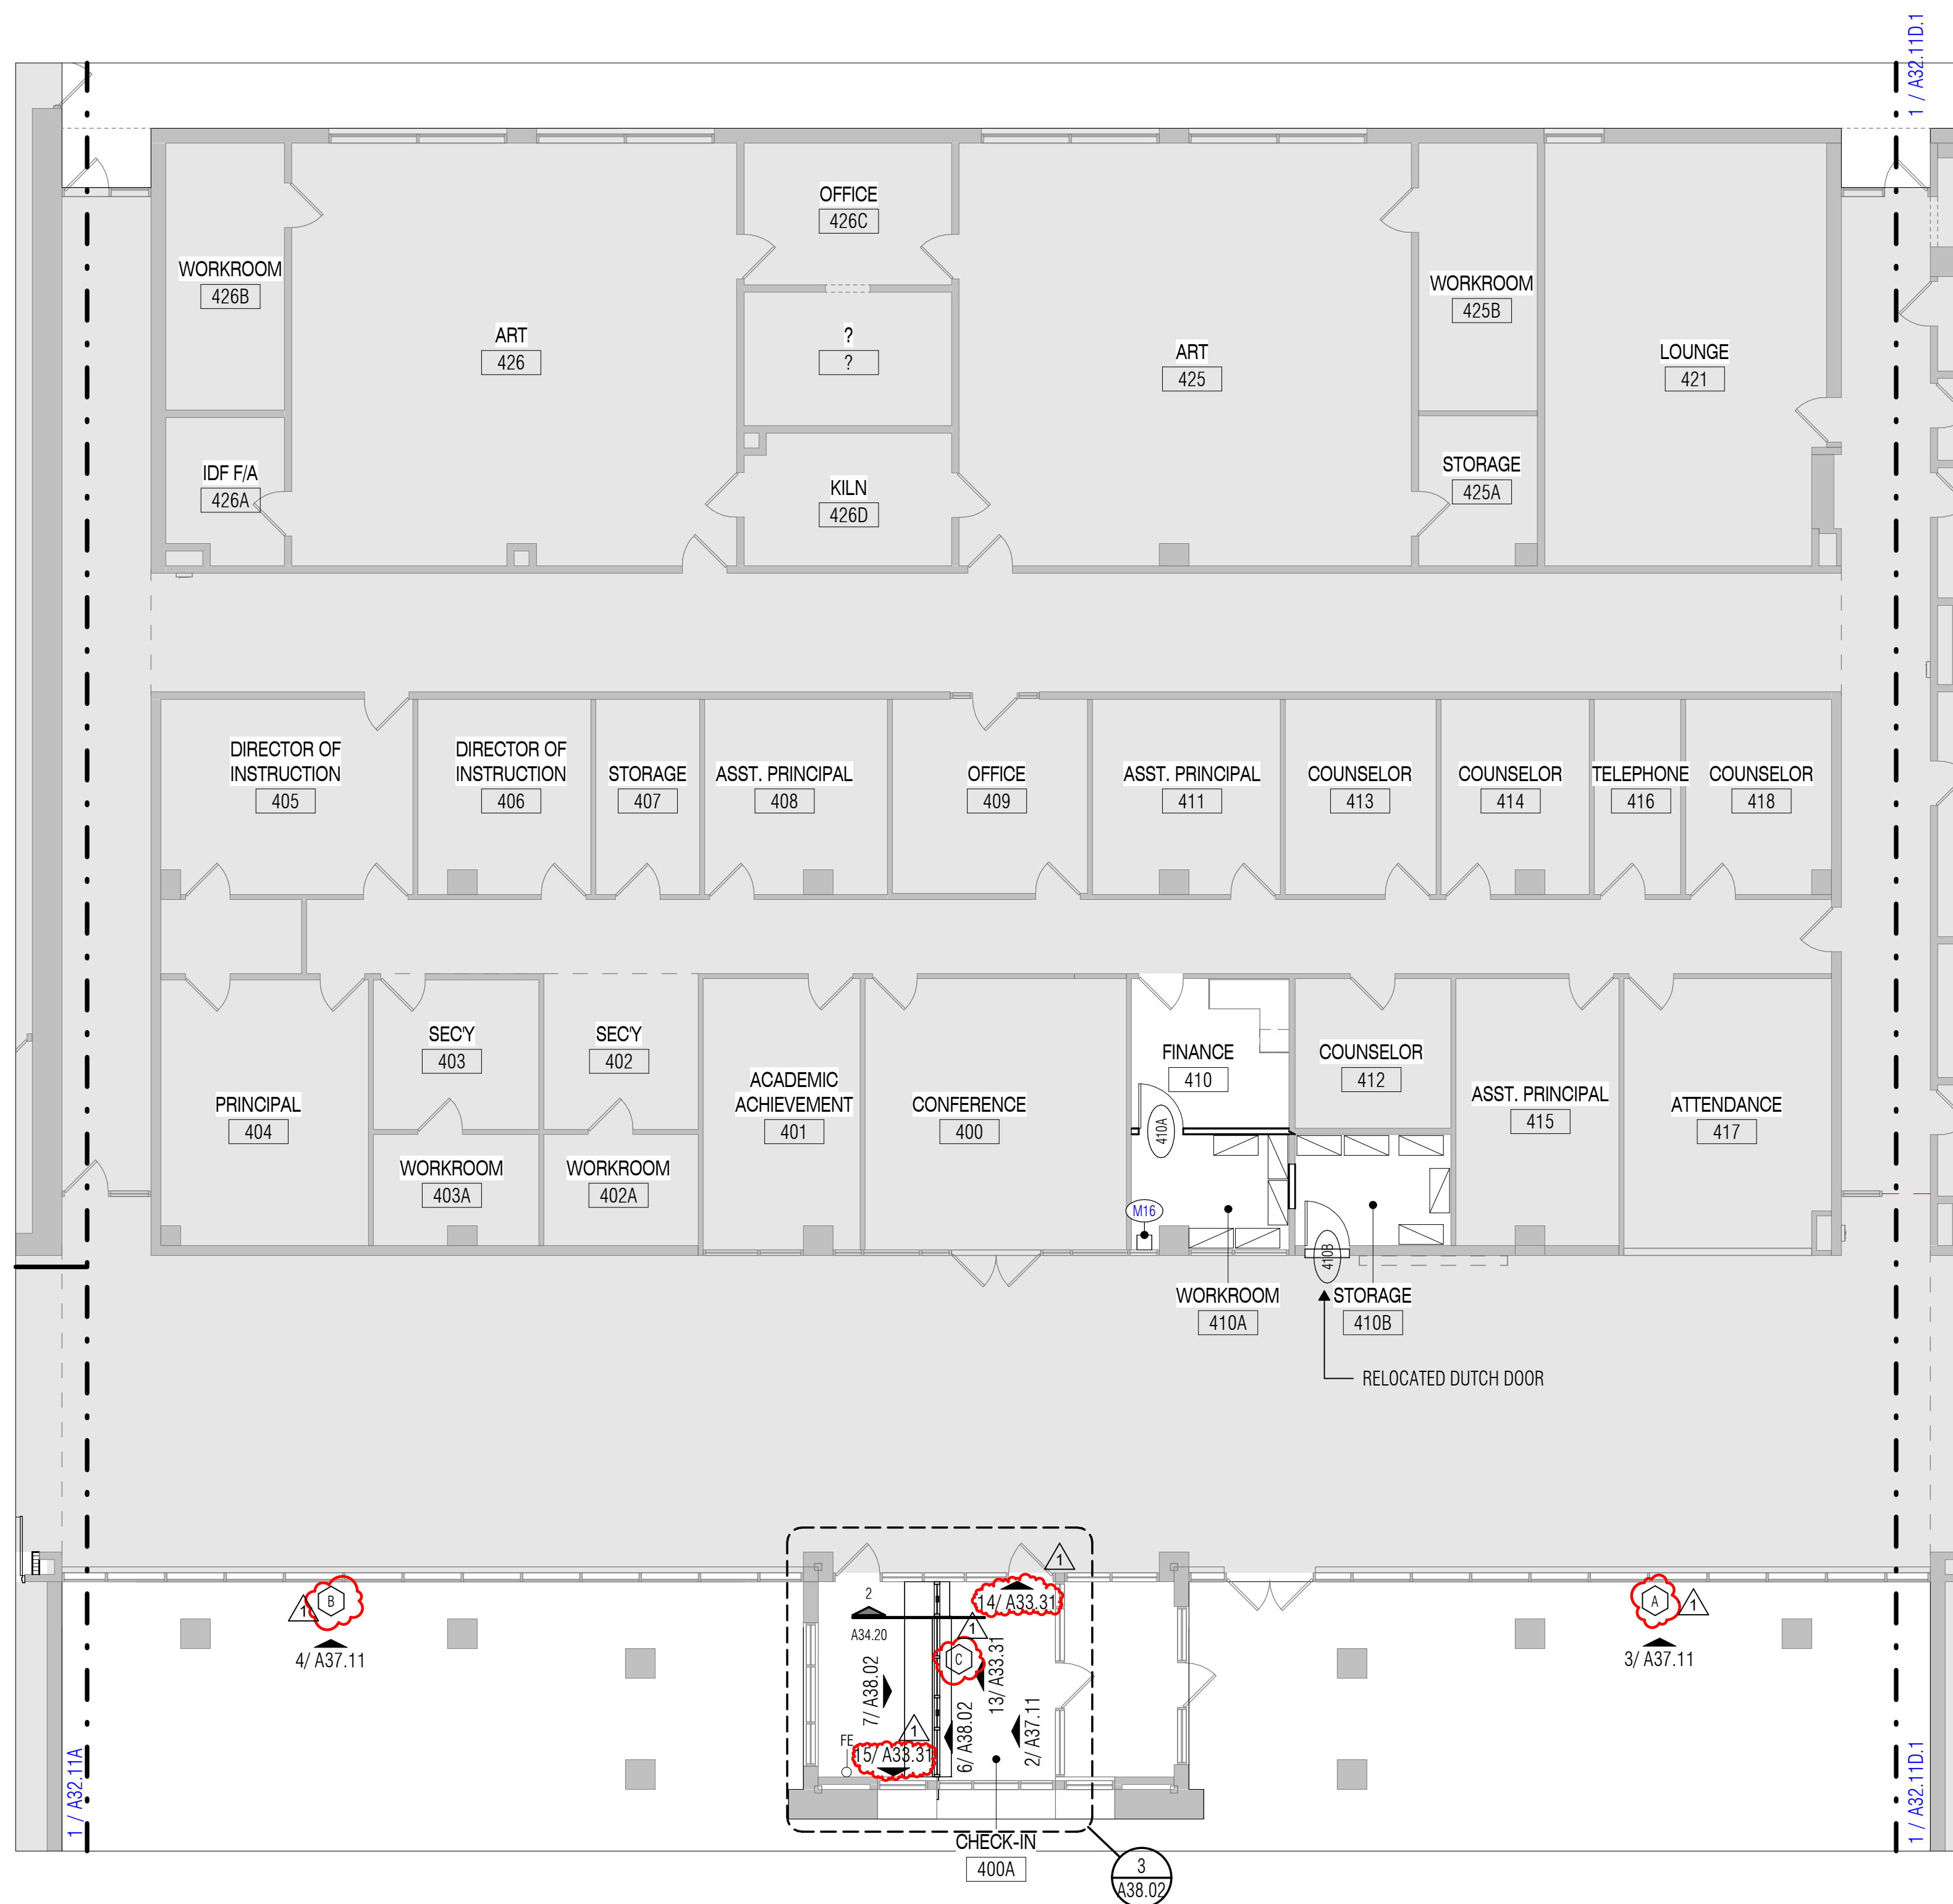 1 / A32.11D.1
OFFICE
426C
WORKROOM
426B
WORKROOM
425B
ART
426
?
?
ART
425
LOUNGE
421
IDF F/A
426A
KILN
426D
STORAGE
425A
DIRECTOR OF
INSTRUCTION
405
DIRECTOR OF
INSTRUCTION
406
STORAGE
407
ASST. PRINCIPAL
408
OFFICE
409
ASST. PRINCIPAL
411
COUNSELOR
413
COUNSELOR
414
TELEPHONE
416
COUNSELOR
418
PRINCIPAL
404
SEC'Y
403
SEC'Y
402
ACADEMIC
ACHIEVEMENT
401
CONFERENCE
400
FINANCE
410
COUNSELOR
412
ASST. PRINCIPAL
415
ATTENDANCE
417
410A
WORKROOM
403A
WORKROOM
402A
M16
410B
WORKROOM
410A
STORAGE
410B
RELOCATED DUTCH DOOR
1
B
1
4/ A37.11
2
A34.20
14/ A33.31
1
C
13/ A33.31
7/ A38.02
6/ A38.02
2/ A37.11
1
FE
15/ A33.31
A
1
3/ A37.11
1 / A32.11A
1 / A32.11D.1
CHECK-IN
400A
3
A38.02